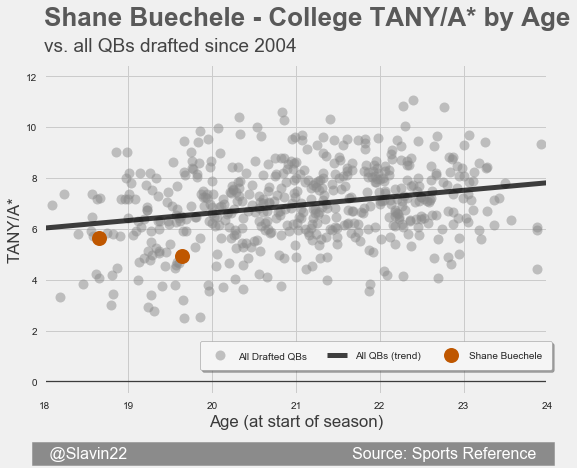 Shane Buechele - College TANY/A* by Age
vs. all QBs drafted since 2004
12
10
8
6
4
2
0
TANY/A*
All Drafted QBs
All QBs (trend)
Shane Buechele
18
19
20
21
22
23
24
Age (at start of season)
@Slavin22
Source: Sports Reference